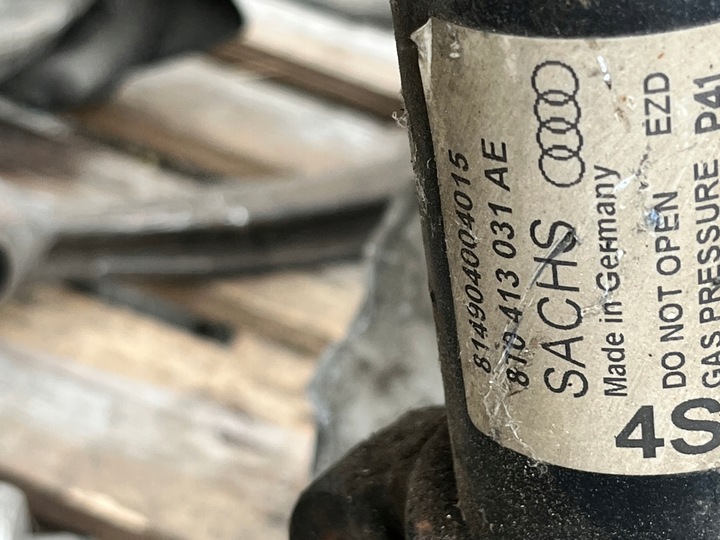 814904004015
8T0 413 031 AE
SACHS
Made in Germany
DO NOT OPEN EZD
GAS PRESSURE P41
4S